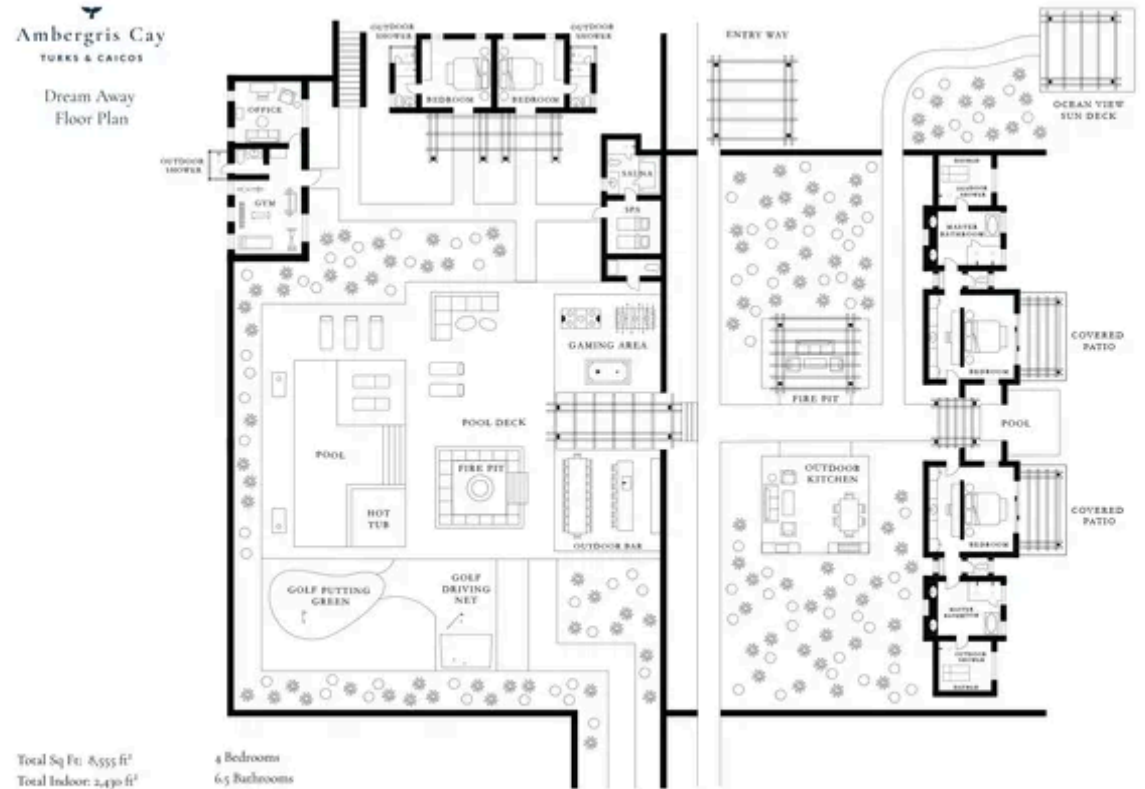 Ambergris Cay
TURKS & CAICOS
Dream Away
Floor Plan
OUTDOOR
SHOWER
OUTDOOR
SHOWER
BEDROOM
BEDROOM
ENTRY WAY
OCEAN VIEW
SUN DECK
OFFICE
OUTDOOR
SHOWER
GYM
SAUNA
SPA
DAYBED
OUTDOOR
SHOWER
MASTER
BATHROOM
GAMING AREA
FIRE PIT
BEDROOM
COVERED
PATIO
POOL DECK
POOL
POOL
FIRE PIT
HOT
TUB
OUTDOOR BAR
OUTDOOR
KITCHEN
BEDROOM
COVERED
PATIO
GOLF PUTTING
GREEN
GOLF
DRIVING
NET
MASTER
BATHROOM
OUTDOOR
SHOWER
DAYBED
Total Sq Ft: 8,555 ft²
Total Indoor: 2,430 ft²
4 Bedrooms
6.5 Bathrooms